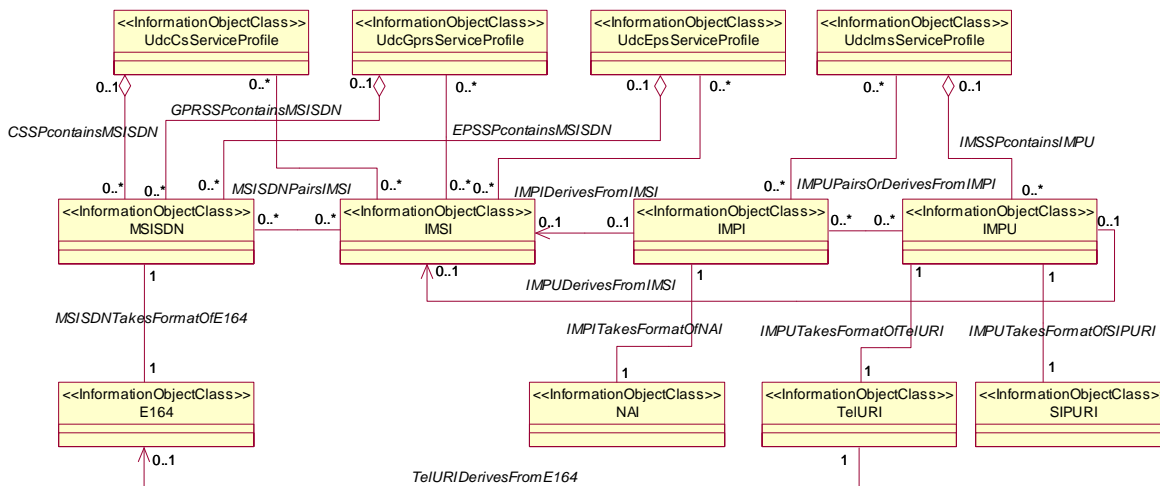 <<InformationObjectClass>>
UdcCsServiceProfile
<<InformationObjectClass>>
UdcGprsServiceProfile
<<InformationObjectClass>>
UdcEpsServiceProfile
<<InformationObjectClass>>
UdcImsServiceProfile
0..1
0..*
0..1
0..*
0..1
0..*
0..*
0..1
GPRSSPcontainsMSISDN
CSSPcontainsMSISDN
EPSSPcontainsMSISDN
IMSSPcontainsIMPU
0..*
0..*
0..*
MSISDNPairsIMSI
0..*
0..*
0..*
IMPIDerivesFromIMSI
0..*
IMPUPairsOrDerivesFromIMPI
0..*
<<InformationObjectClass>>
MSISDN
0..*
0..*
<<InformationObjectClass>>
IMSI
0..1
0..1
<<InformationObjectClass>>
IMPI
0..*
0..*
<<InformationObjectClass>>
IMPU
0..1
1
0..1
IMPUDerivesFromIMSI
1
1
1
MSISDNTakesFormatOfE164
IMPITakesFormatOfNAI
IMPUTakesFormatOfTelURI
IMPUTakesFormatOfSIPURI
1
1
1
1
<<InformationObjectClass>>
E164
<<InformationObjectClass>>
NAI
<<InformationObjectClass>>
TelURI
<<InformationObjectClass>>
SIPURI
0..1
TelURIDerivesFromE164
1